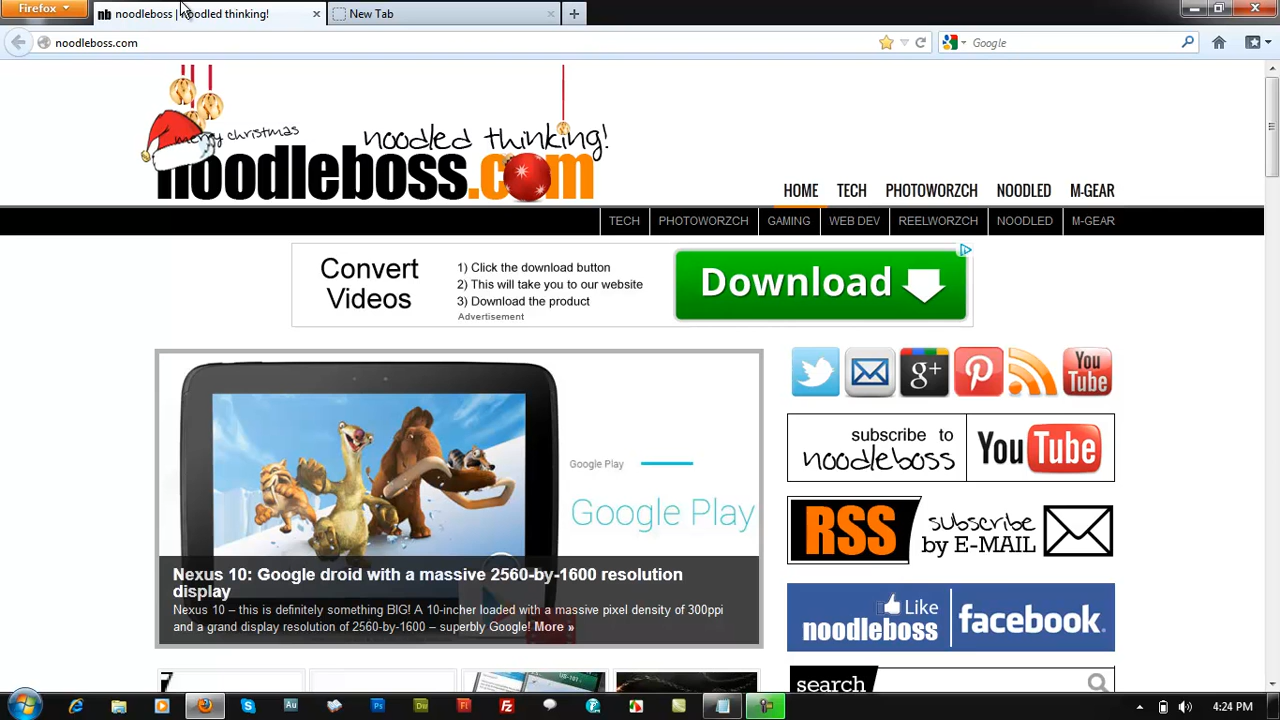 Firefox
noodleboss | noodled thinking!
New Tab
noodleboss.com
Google
merry christmas
noodled thinking!
noodleboss.com
HOME TECH PHOTOWORZCH NOODLED M-GEAR
TECH PHOTOWORZCH GAMING WEB DEV REELWORZCH NOODLED M-GEAR
Convert
Videos
1) Click the download button
2) This will take you to our website
3) Download the product
Advertisement
Download
g+
You
Tube
Google Play
Google Play
Nexus 10: Google droid with a massive 2560-by-1600 resolution
display
Nexus 10 – this is definitely something BIG! A 10-incher loaded with a massive pixel density of 300ppi
and a grand display resolution of 2560-by-1600 – superbly Google! More »
subscribe to
noodleboss
YouTube
RSS
subscribe
by E-MAIL
Like
noodleboss
facebook.
search
4:24 PM